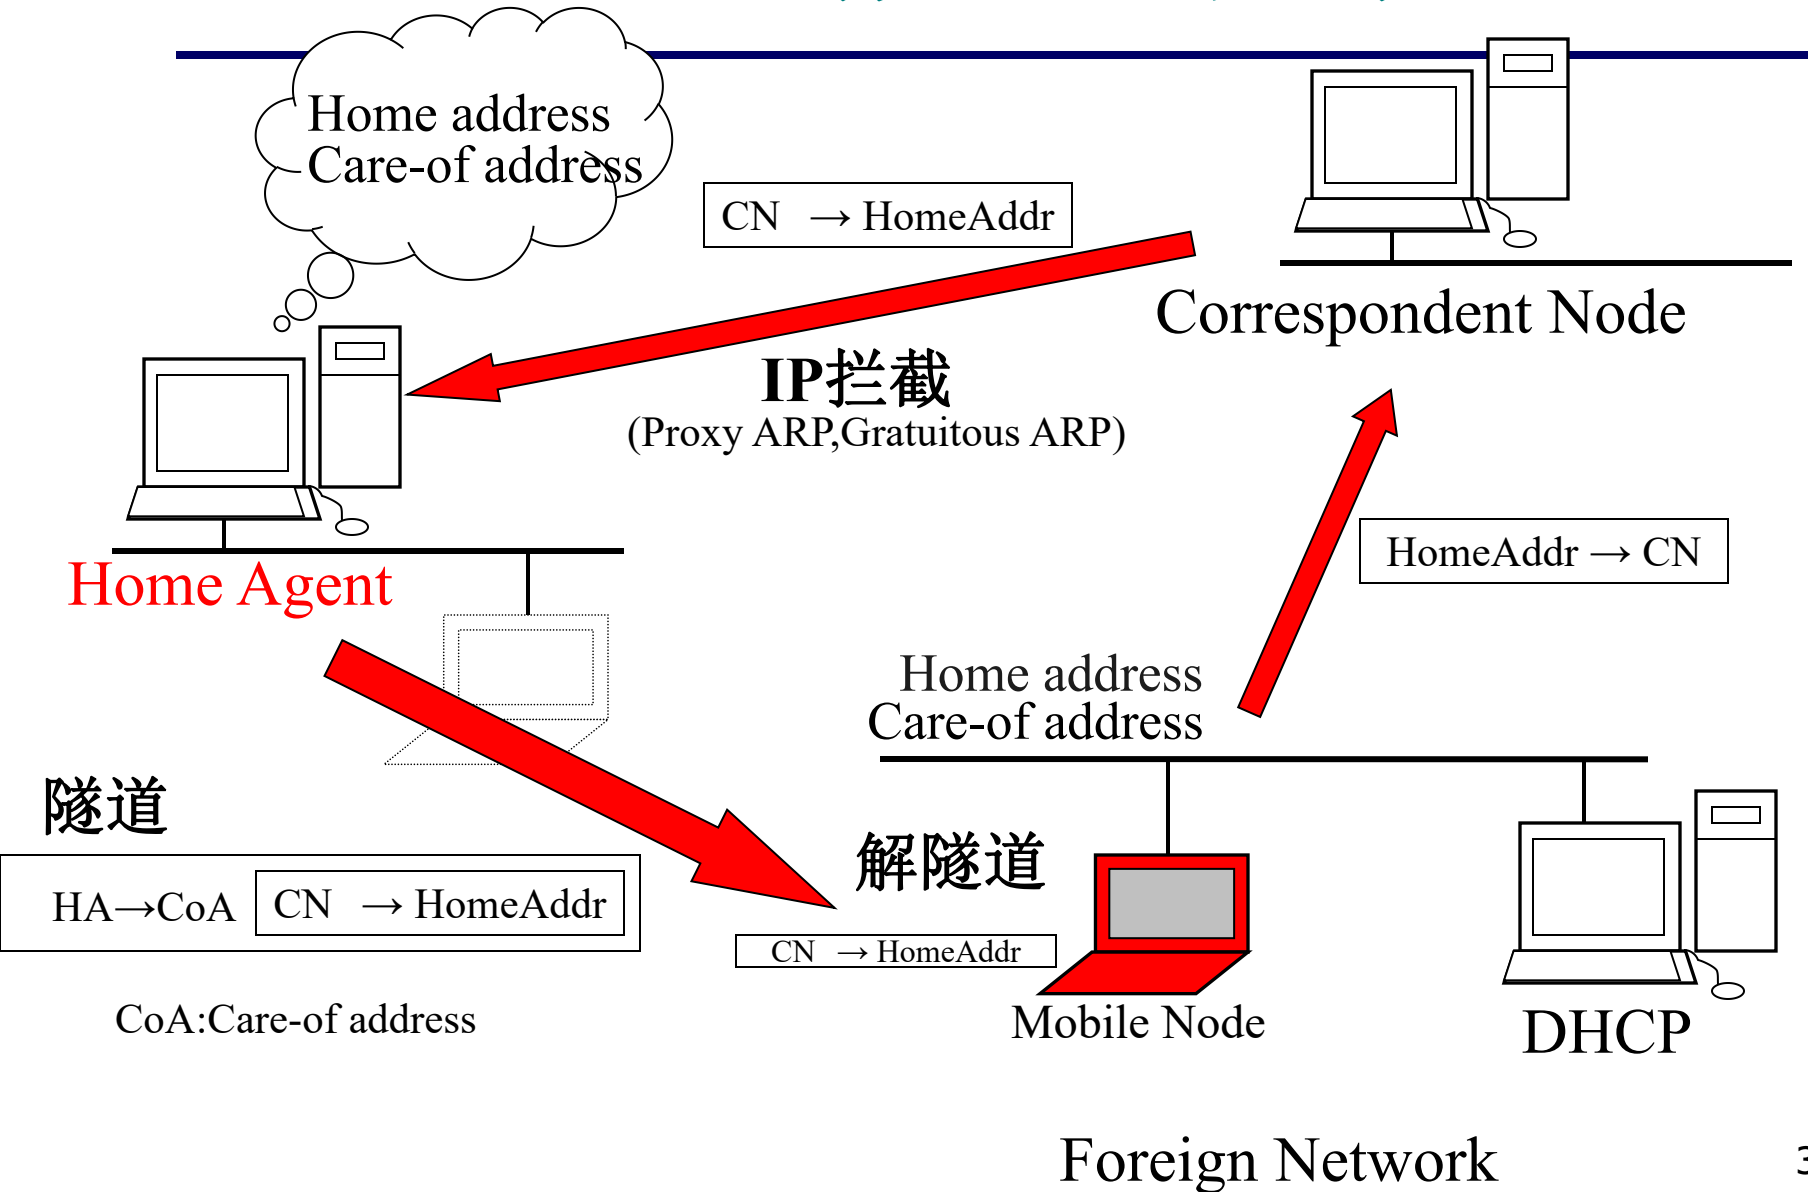 Home address
Care-of address
CN → HomeAddr
Correspondent Node
IP拦截
(Proxy ARP,Gratuitous ARP)
Home Agent
HomeAddr → CN
Home address
Care-of address
隧道
解隧道
HA→CoA CN → HomeAddr
CN → HomeAddr
CoA:Care-of address
Mobile Node
DHCP
Foreign Network